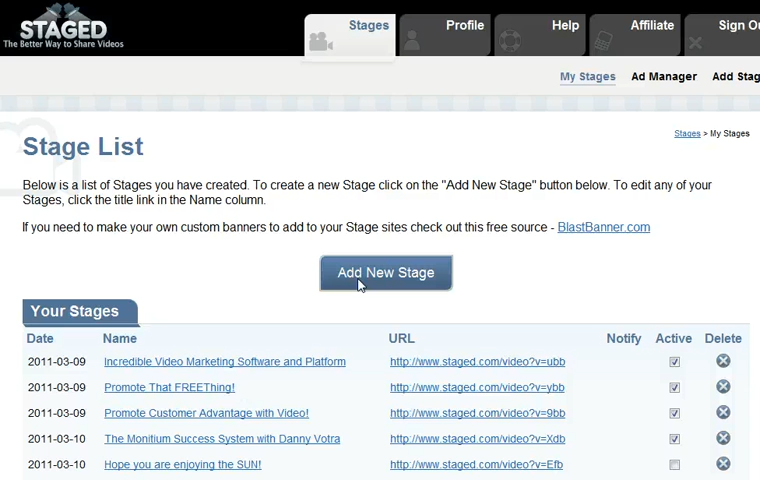 STAGED
The Better Way to Share Videos
Stages
Profile
Help
Affiliate
Sign
My Stages
Ad Manager
Add
Stage List
Stages > My Stages
Below is a list of Stages you have created. To create a new Stage click on the "Add New Stage" button below. To edit any of your
Stages, click the title link in the Name column.
If you need to make your own custom banners to add to your Stage sites check out this free source - BlastBanner.com
Add New Stage
Your Stages
Date Name URL Notify Active Delete
2011-03-09 Incredible Video Marketing Software and Platform http://www.staged.com/video?v=ubb
2011-03-09 Promote That FREEThing! http://www.staged.com/video?v=ybb
2011-03-09 Promote Customer Advantage with Video! http://www.staged.com/video?v=9bb
2011-03-10 The Monitium Success System with Danny Votra http://www.staged.com/video?v=Xdb
2011-03-10 Hope you are enjoying the SUN! http://www.staged.com/video?v=Efb